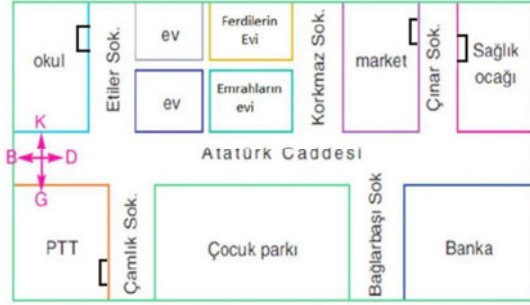 okul
Etiler Sok.
ev
Ferdilerin
Evi
ev
Emrahların
evi
Korkmaz Sok.
market
Çınar Sok.
Sağlık
ocağı
K
B
D
G
Atatürk Caddesi
PTT
Çamlık Sok.
Çocuk parkı
Bağlarbaşı Sok
Banka